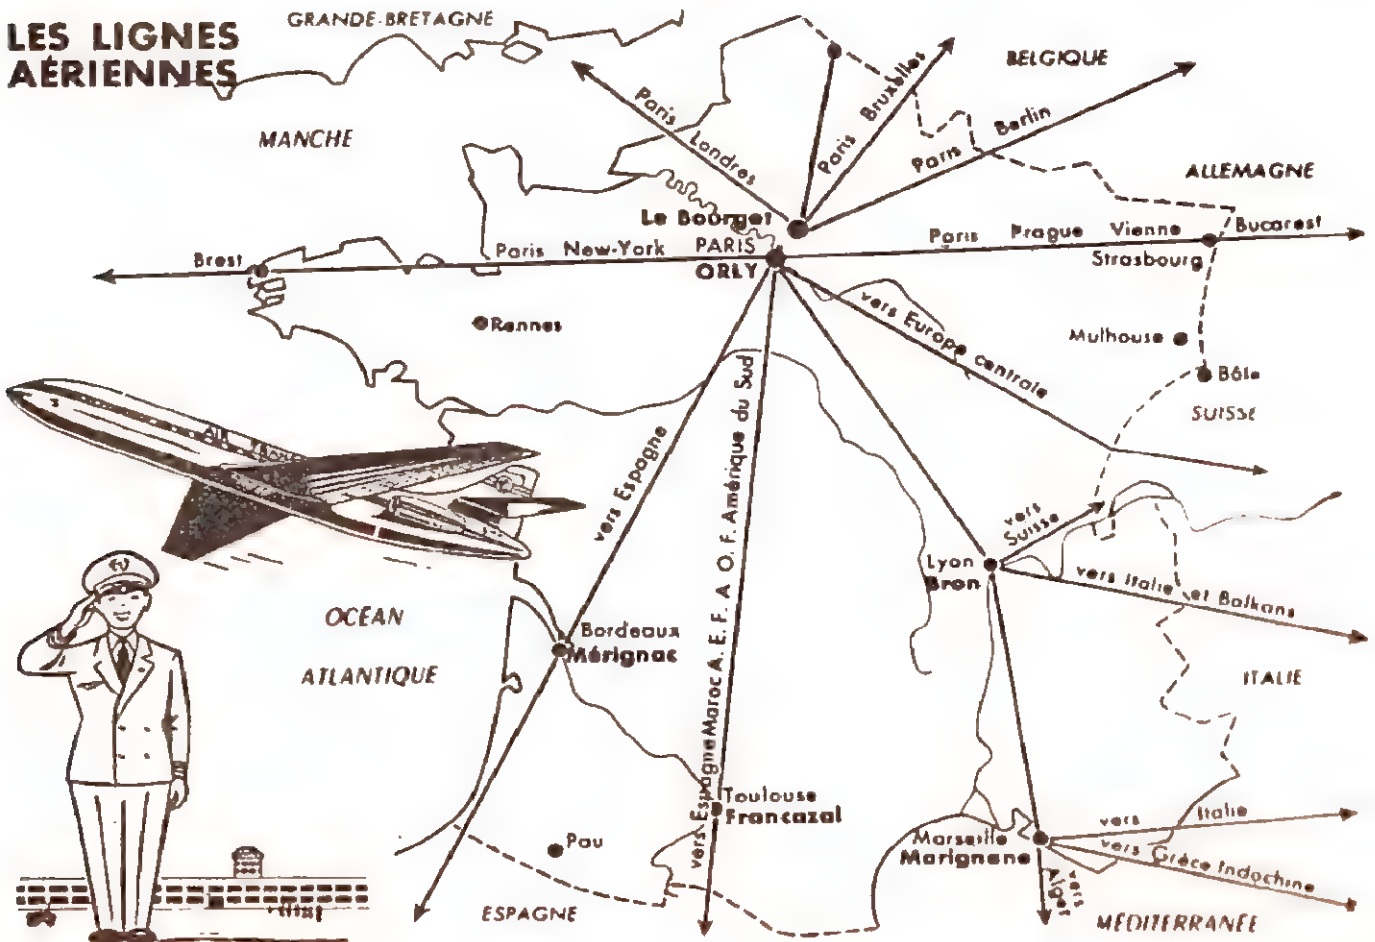 LES LIGNES
AÉRIENNES
GRANDE-BRETAGNE
BELGIQUE
MANCHE
Paris Londres
Paris Bruxelles
Paris Berlin
ALLEMAGNE
Le Bourget
PARIS
ORLY
Paris New-York
Brest
Rennes
Paris Prague Vienne Bucarest
Strasbourg
Mulhouse
Bôle
SUISSE
vers Europe centrale
vers Espagne
vers Espagne Maroc A. E. F. A O. F. Amérique du Sud
AIR
vers Suisse
Lyon
Bron
vers Italie et Balkans
OCÉAN
ATLANTIQUE
Bordeaux
Mérignac
ITALIE
Toulouse
Francazal
Pau
Marseille
Marignane
vers Italie
vers Grèce Indochine
vers Alger
ESPAGNE
MÉDITERRANÉE